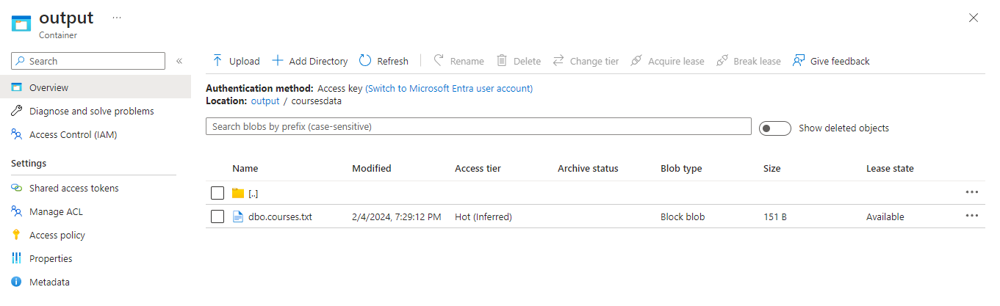 output ...
Container
Search «
Overview
Diagnose and solve problems
Access Control (IAM)
Settings
Shared access tokens
Manage ACL
Access policy
Properties
Metadata
Upload Add Directory Refresh Rename Delete Change tier Acquire lease Break lease Give feedback
Authentication method: Access key (Switch to Microsoft Entra user account)
Location: output / coursesdata
Search blobs by prefix (case-sensitive)
Show deleted objects
Name Modified Access tier Archive status Blob type Size Lease state
[..] ...
dbo.courses.txt 2/4/2024, 7:29:12 PM Hot (Inferred) Block blob 151 B Available ...